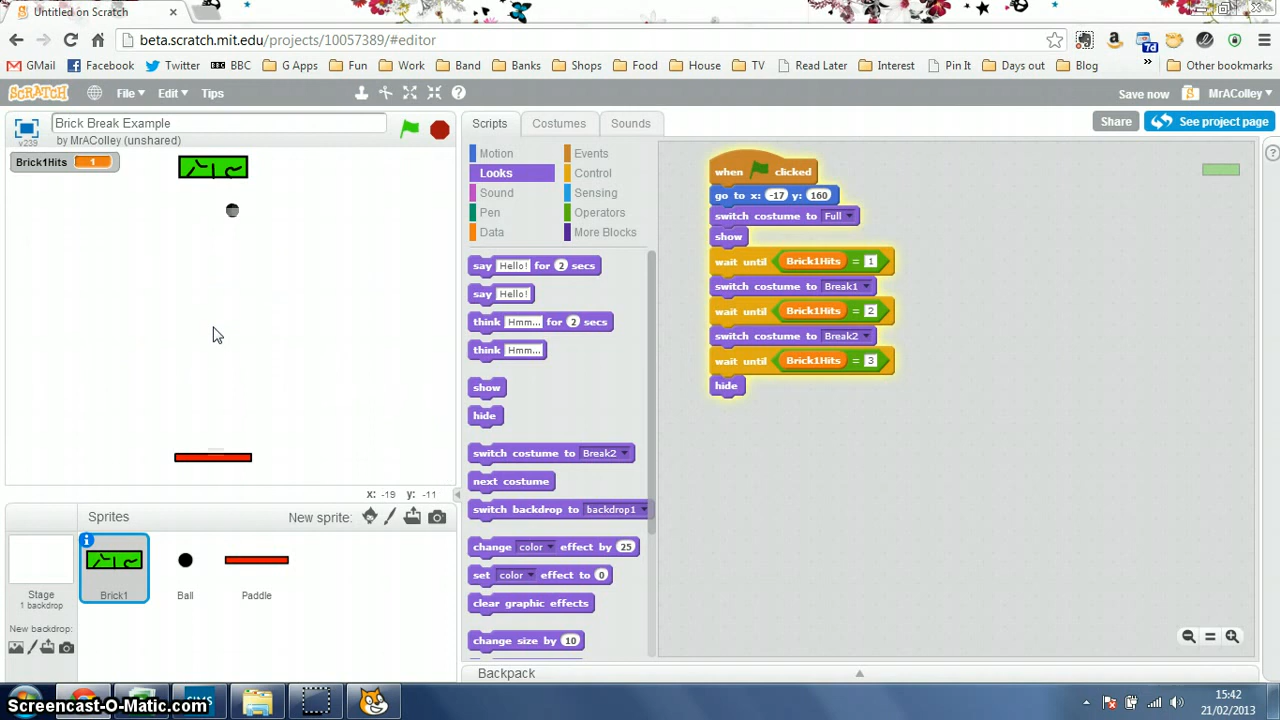 Untitled on Scratch
beta.scratch.mit.edu/projects/10057389/#editor
7d
GMail Facebook Twitter BBC G Apps Fun Work Band Banks Shops Food House TV Read Later Pin It Interest Days out Blog Other bookmarks
SCRATCH File Edit Tips Save now MrAColley
v239 Brick Break Example
by MrAColley (unshared)
Scripts Costumes Sounds
Share See project page
Brick1Hits 1
Motion Events
Looks Control
Sound Sensing
Pen Operators
Data More Blocks
say Hello! for 2 secs
say Hello!
think Hmm... for 2 secs
think Hmm...
show
hide
switch costume to Break2
next costume
switch backdrop to backdrop1
change color effect by 25
set color effect to 0
clear graphic effects
change size by 10
when clicked
go to x: -17 y: 160
switch costume to Full
show
wait until Brick1Hits = 1
switch costume to Break1
wait until Brick1Hits = 2
switch costume to Break2
wait until Brick1Hits = 3
hide
x: -19 y: -11
Sprites New sprite:
Stage
1 backdrop
New backdrop:
Brick1 Ball Paddle
Backpack
SIMS
Screencast-O-Matic.com
15:42
21/02/2013